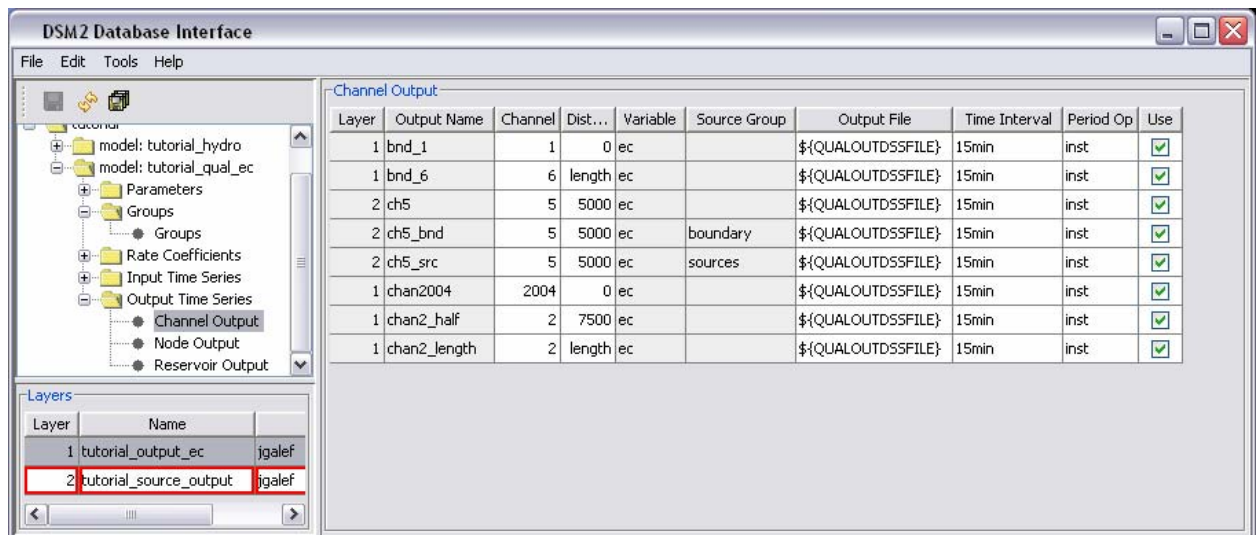 DSM2 Database Interface
File Edit Tools Help
tutorial
model: tutorial_hydro
model: tutorial_qual_ec
Parameters
Groups
Groups
Rate Coefficients
Input Time Series
Output Time Series
Channel Output
Node Output
Reservoir Output
Layers
Layer Name
1 tutorial_output_ec jgalef
2 tutorial_source_output jgalef
Channel Output
Layer Output Name Channel Dist... Variable Source Group Output File Time Interval Period Op Use
1 bnd_1 1 0 ec ${QUALOUTDSSFILE} 15min inst
1 bnd_6 6 length ec ${QUALOUTDSSFILE} 15min inst
2 ch5 5 5000 ec ${QUALOUTDSSFILE} 15min inst
2 ch5_bnd 5 5000 ec boundary ${QUALOUTDSSFILE} 15min inst
2 ch5_src 5 5000 ec sources ${QUALOUTDSSFILE} 15min inst
1 chan2004 2004 0 ec ${QUALOUTDSSFILE} 15min inst
1 chan2_half 2 7500 ec ${QUALOUTDSSFILE} 15min inst
1 chan2_length 2 length ec ${QUALOUTDSSFILE} 15min inst